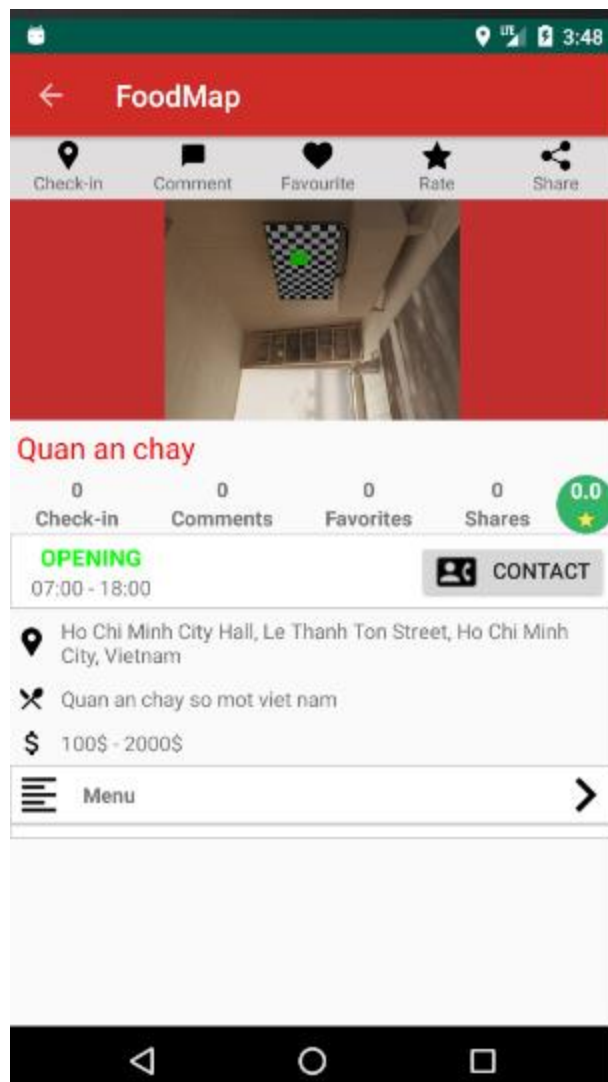 LTE 3:48
FoodMap
Check-in Comment Favourite Rate Share
Quan an chay
0 0 0 0 0.0
Check-in Comments Favorites Shares
OPENING
07:00 - 18:00
CONTACT
Ho Chi Minh City Hall, Le Thanh Ton Street, Ho Chi Minh
City, Vietnam
Quan an chay so mot viet nam
$ 100$ - 2000$
Menu